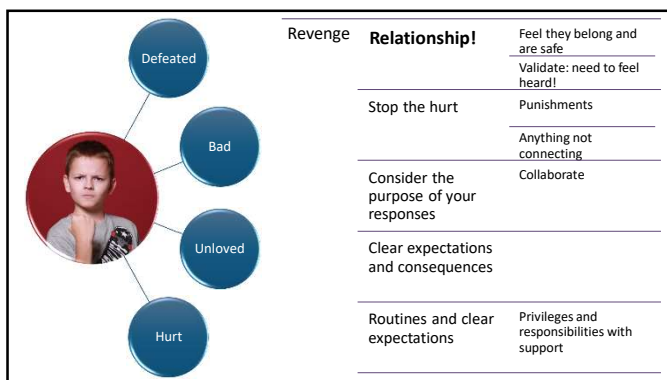 Defeated
Bad
Unloved
Hurt
Revenge
Relationship!
Feel they belong and
are safe
Validate: need to feel
heard!
Stop the hurt
Punishments
Anything not
connecting
Consider the
purpose of your
responses
Collaborate
Clear expectations
and consequences
Routines and clear
expectations
Privileges and
responsibilities with
support